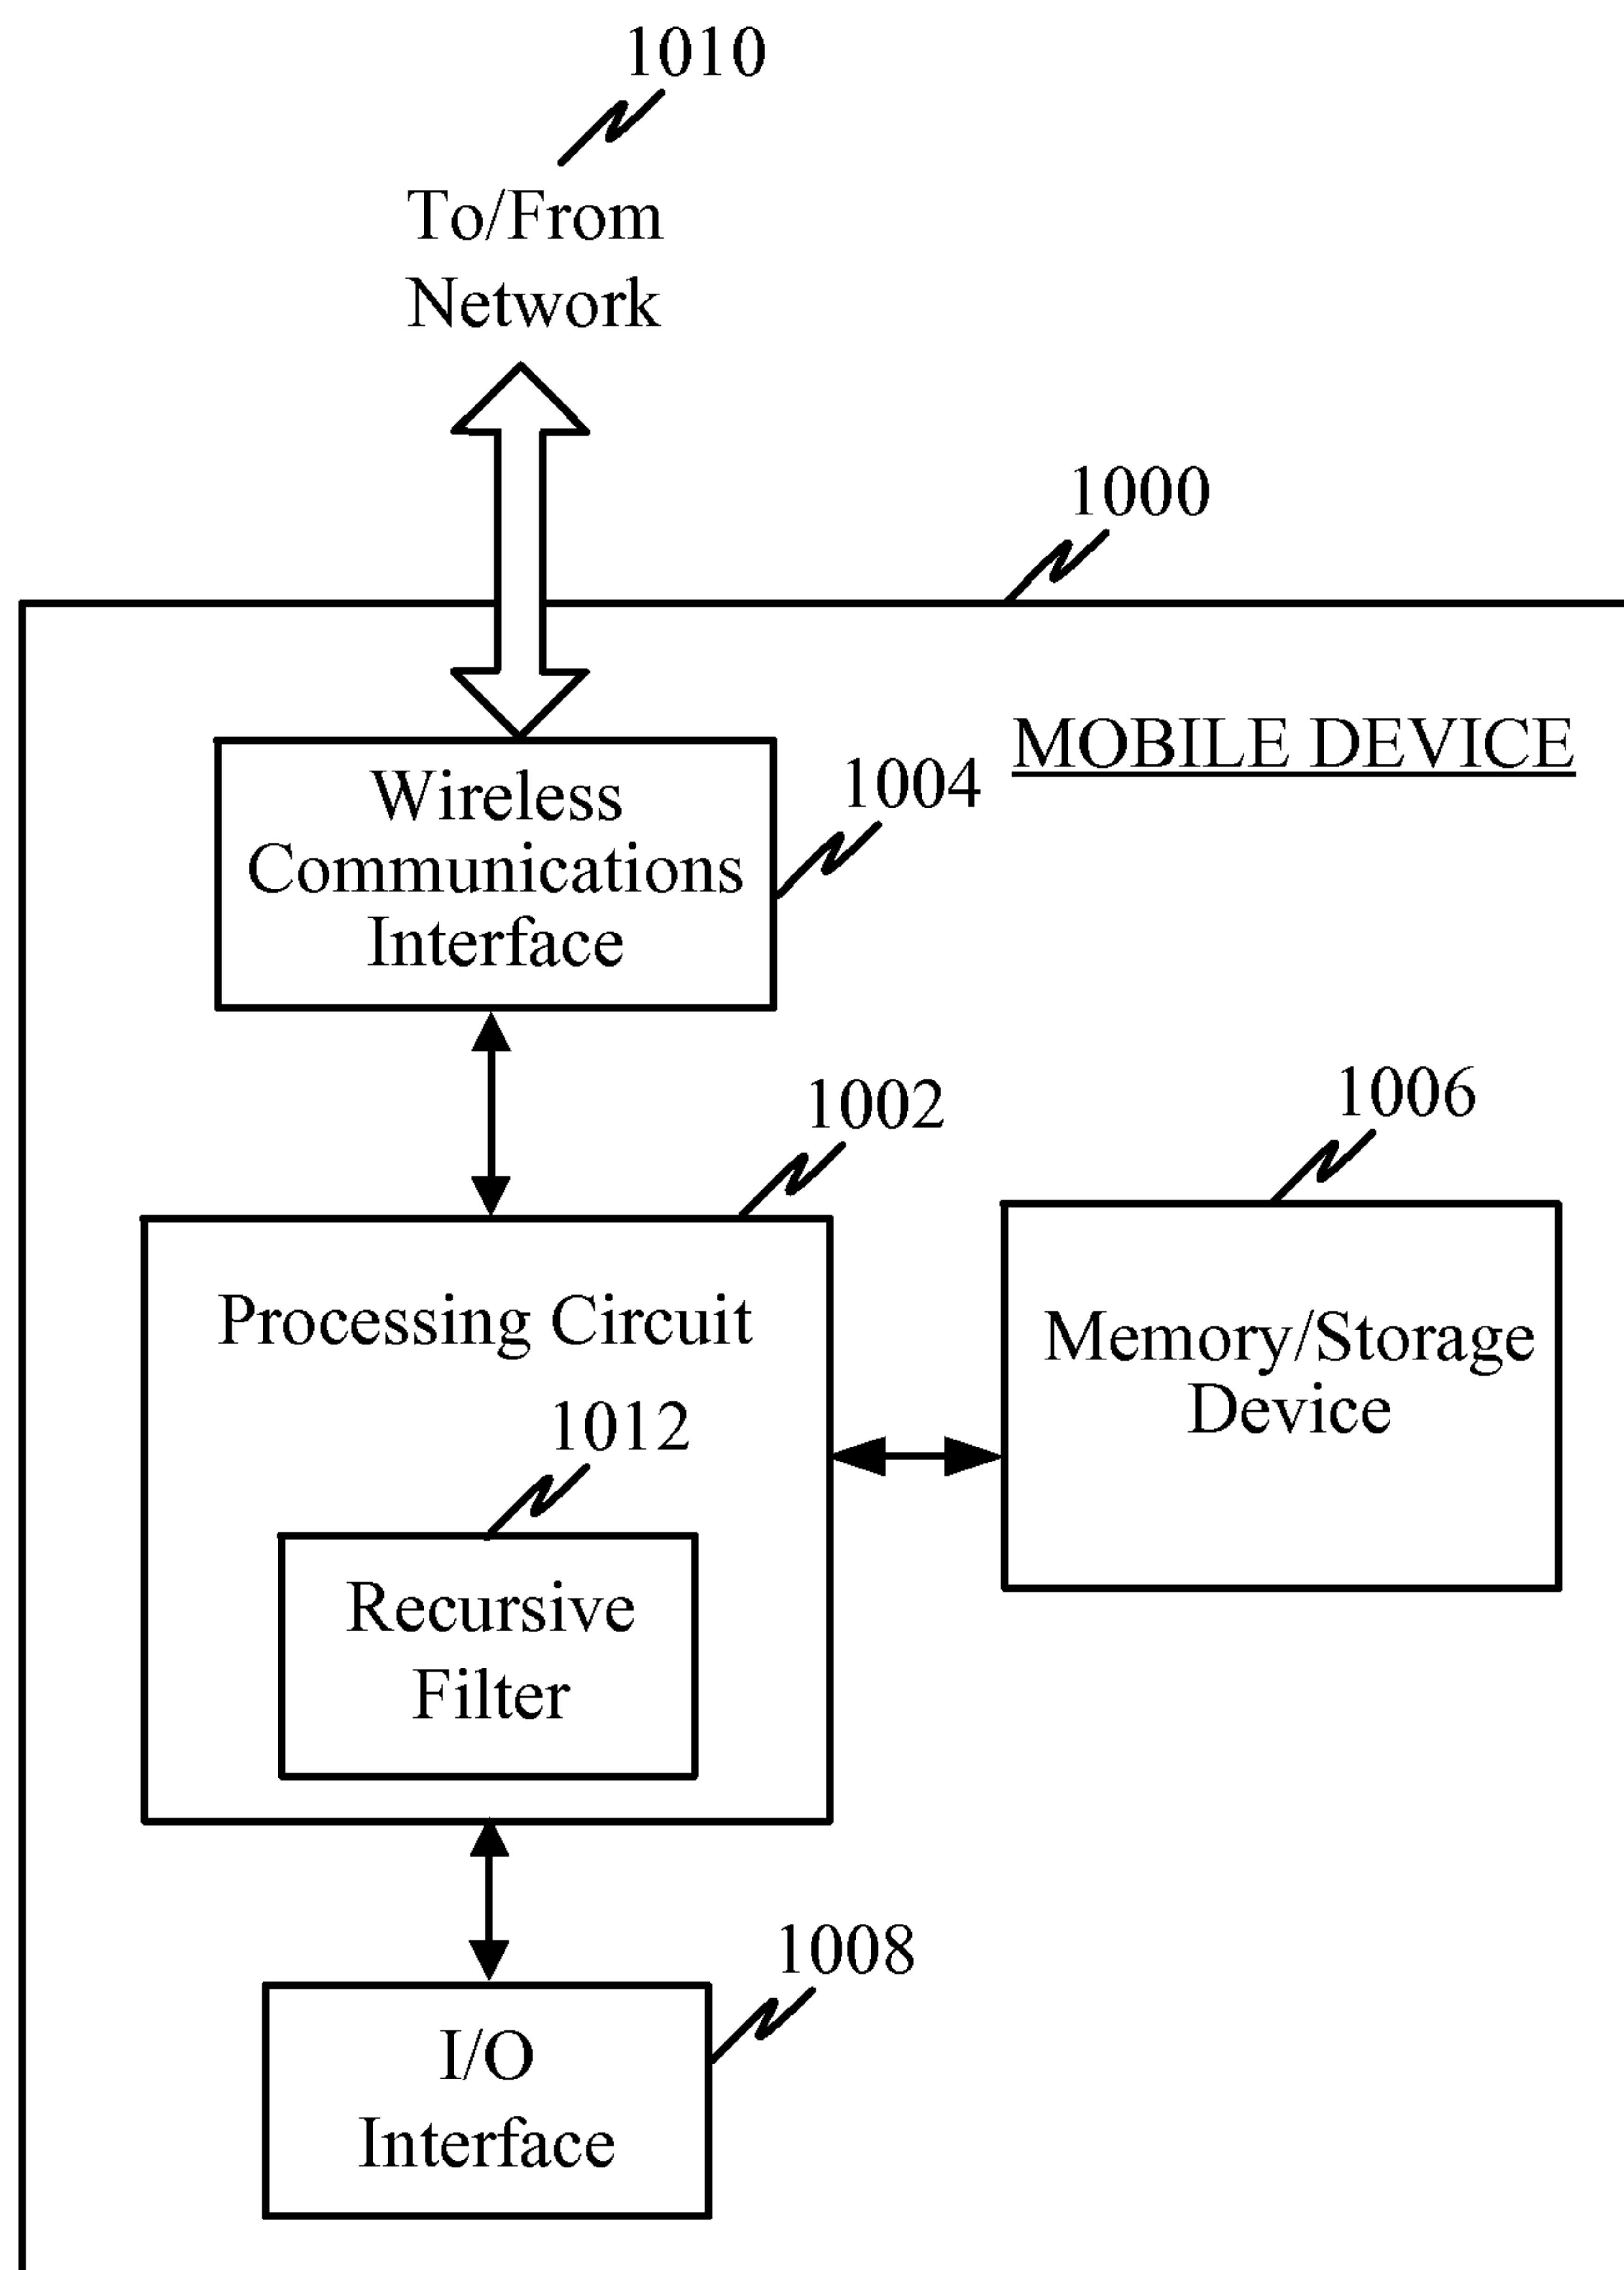 1010
To/From
Network
1000
MOBILE DEVICE
1004
Wireless
Communications
Interface
1002
1006
Processing Circuit
Memory/Storage
Device
1012
Recursive
Filter
1008
I/O
Interface